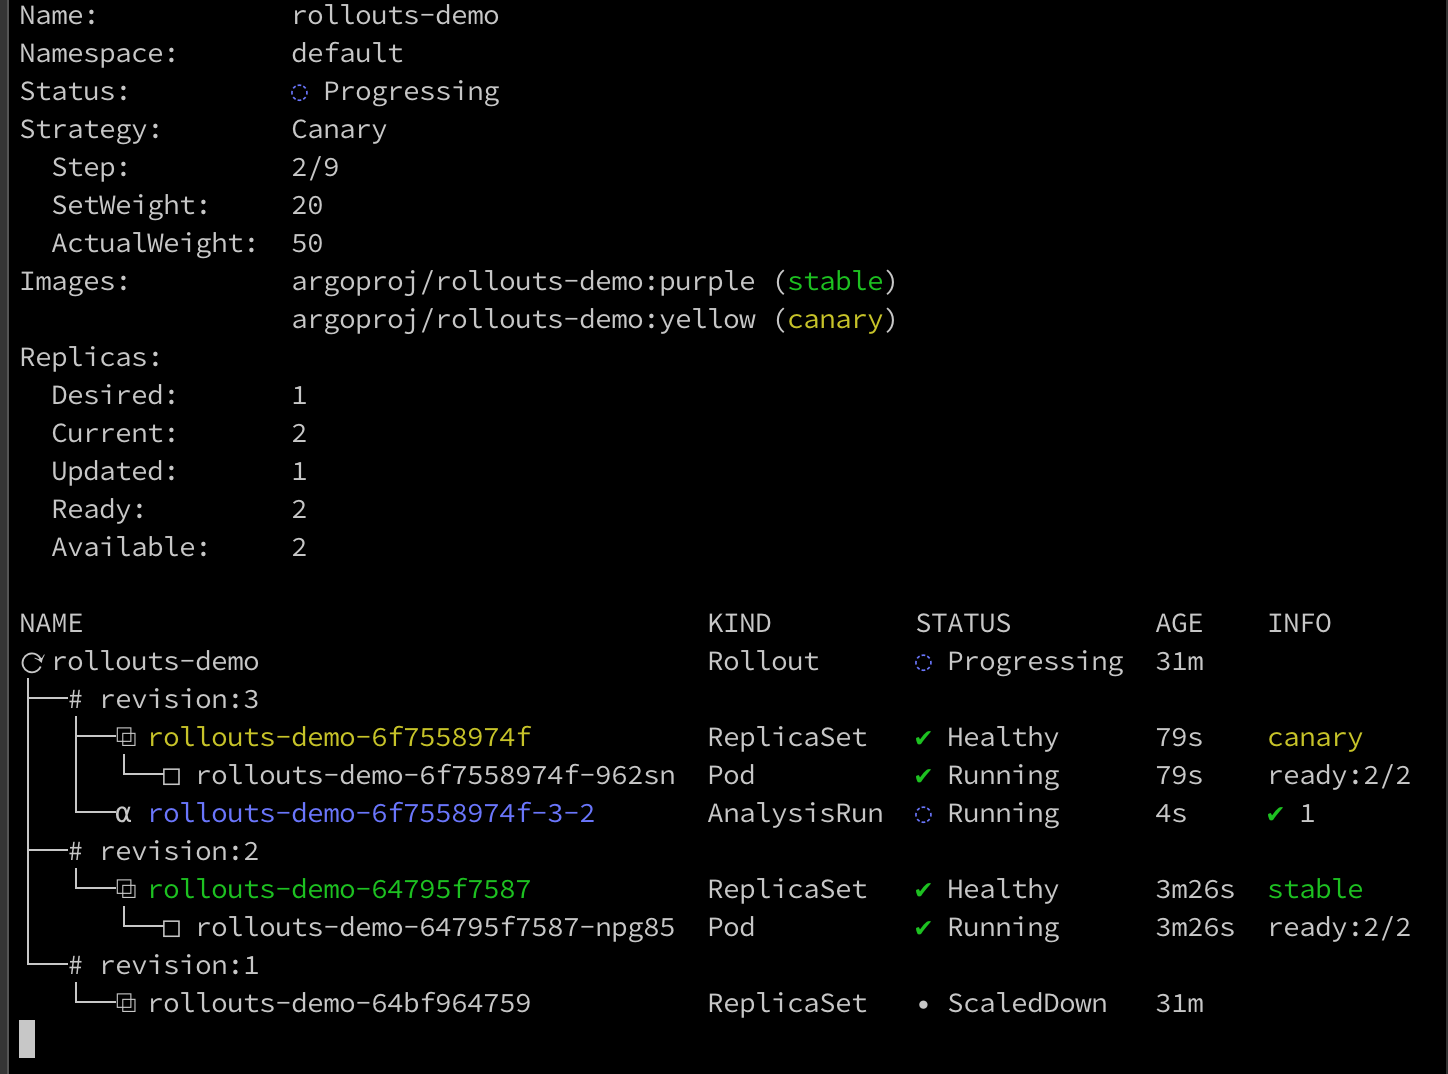 Name: rollouts-demo
Namespace: default
Status: ◌ Progressing
Strategy: Canary
Step: 2/9
SetWeight: 20
ActualWeight: 50
Images: argoproj/rollouts-demo:purple (stable)
argoproj/rollouts-demo:yellow (canary)
Replicas:
Desired: 1
Current: 2
Updated: 1
Ready: 2
Available: 2
NAME KIND STATUS AGE INFO
⟳ rollouts-demo Rollout ◌ Progressing 31m
├──# revision:3
│  ├──⧉ rollouts-demo-6f7558974f ReplicaSet ✔ Healthy 79s canary
│  │  └──□ rollouts-demo-6f7558974f-962sn Pod ✔ Running 79s ready:2/2
│  └──α rollouts-demo-6f7558974f-3-2 AnalysisRun ◌ Running 4s ✔ 1
├──# revision:2
│  └──⧉ rollouts-demo-64795f7587 ReplicaSet ✔ Healthy 3m26s stable
│     └──□ rollouts-demo-64795f7587-npg85 Pod ✔ Running 3m26s ready:2/2
└──# revision:1
   └──⧉ rollouts-demo-64bf964759 ReplicaSet • ScaledDown 31m